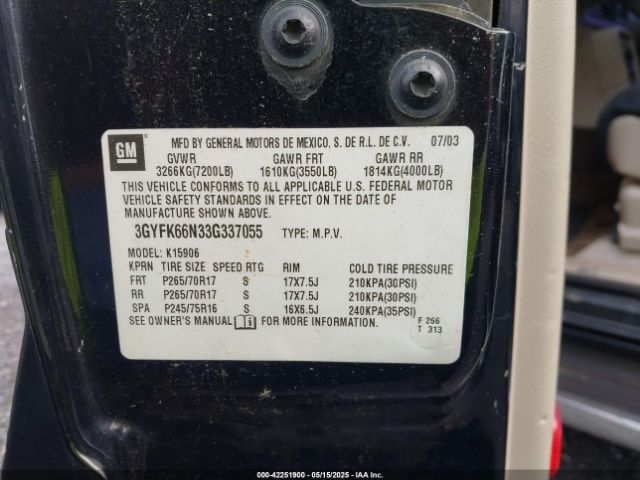 GM
MFD BY GENERAL MOTORS DE MEXICO, S. DE R.L. DE C.V. 07/03
GVWR GAWR FRT GAWR RR
3266KG(7200LB) 1610KG(3550LB) 1814KG(4000LB)
THIS VEHICLE CONFORMS TO ALL APPLICABLE U.S. FEDERAL MOTOR
VEHICLE SAFETY STANDARDS IN EFFECT ON THE DATE OF
MANUFACTURE SHOWN ABOVE.
3GYFK66N33G337055 TYPE: M.P.V.
MODEL: K15906
KPRN TIRE SIZE SPEED RTG RIM COLD TIRE PRESSURE
FRT P265/70R17 S 17X7.5J 210KPA(30PSI)
RR P265/70R17 S 17X7.5J 210KPA(30PSI)
SPA P245/75R16 S 16X6.5J 240KPA(35PSI)
SEE OWNER'S MANUAL FOR MORE INFORMATION. F 266
T 313
000-42251900 05/15/2025 IAAI.COM